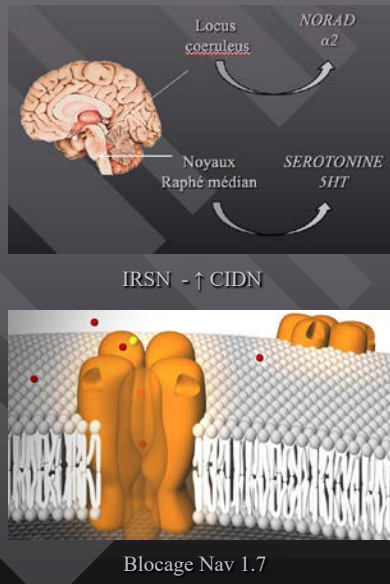 Locus
coeruleus
NORAD
α2
Noyaux
Raphé médian
SEROTONINE
5HT
IRSN - ↑ CIDN
Blocage Nav 1.7